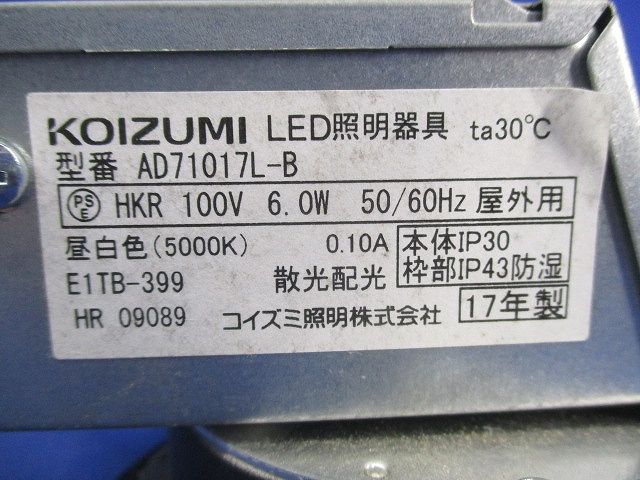 KOIZUMI LED照明器具 ta30℃
型番 AD71017L-B
PSE HKR 100V 6.0W 50/60Hz 屋外用
昼白色(5000K) 0.10A 本体IP30
枠部IP43防湿
E1TB-399 散光配光
HR 09089 コイズミ照明株式会社 17年製